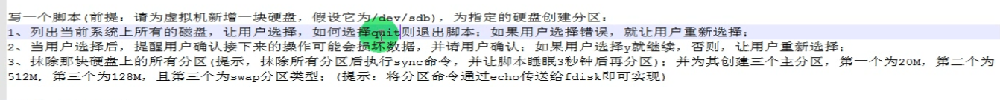 写一个脚本(前提：请为虚拟机新增一块硬盘，假设它为/dev/sdb)，为指定的硬盘创建分区：
1、列出当前系统上所有的磁盘，让用户选择，如何选择quit则退出脚本；如果用户选择错误，就让用户重新选择；
2、当用户选择后，提醒用户确认接下来的操作可能会损坏数据，并请用户确认；如果用户选择y就继续，否则，让用户重新选择；
3、抹除那块硬盘上的所有分区(提示，抹除所有分区后执行sync命令，并让脚本睡眠3秒钟后再分区)；并为其创建三个主分区，第一个为20M，第二个为
512M, 第三个为128M，且第三个为swap分区类型；(提示：将分区命令通过echo传送给fdisk即可实现)